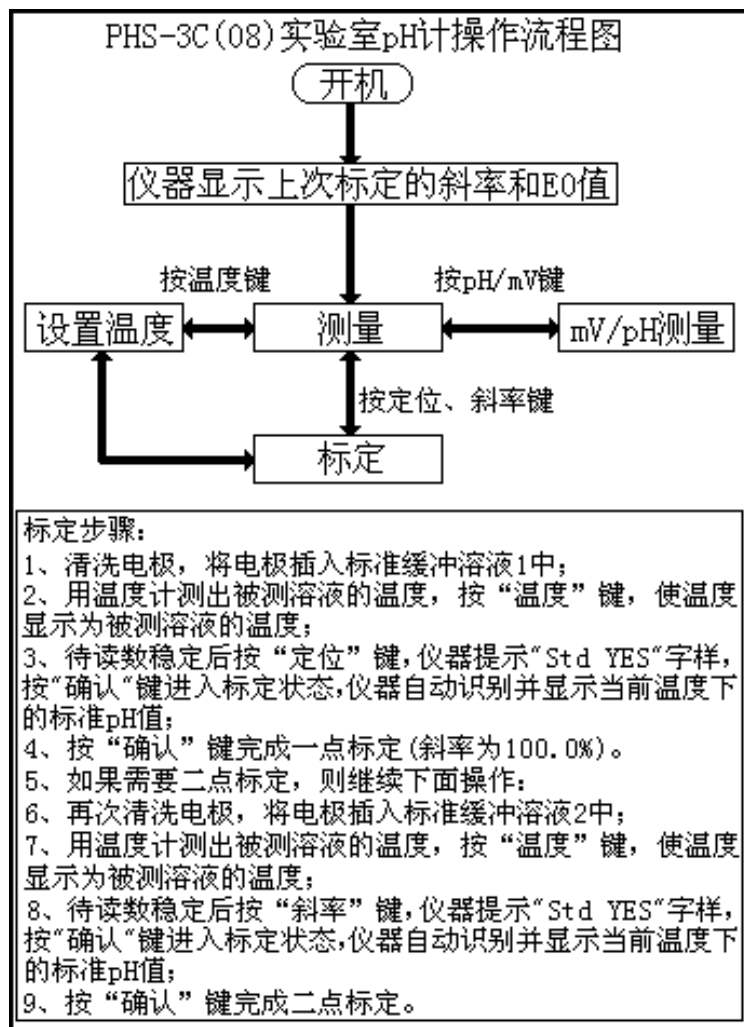 PHS-3C(08)实验室pH计操作流程图
开机
仪器显示上次标定的斜率和E0值
按温度键
按pH/mV键
设置温度
测量
mV/pH测量
按定位、斜率键
标定
标定步骤：
1、清洗电极，将电极插入标准缓冲溶液1中；
2、用温度计测出被测溶液的温度，按“温度”键，使温度
显示为被测溶液的温度；
3、待读数稳定后按“定位”键,仪器提示"Std YES"字样,
按"确认"键进入标定状态,仪器自动识别并显示当前温度下
的标准pH值；
4、按“确认”键完成一点标定(斜率为100.0%)。
5、如果需要二点标定，则继续下面操作：
6、再次清洗电极，将电极插入标准缓冲溶液2中；
7、用温度计测出被测溶液的温度，按“温度”键，使温度
显示为被测溶液的温度；
8、待读数稳定后按“斜率”键,仪器提示"Std YES"字样,
按"确认"键进入标定状态,仪器自动识别并显示当前温度下
的标准pH值；
9、按“确认”键完成二点标定。